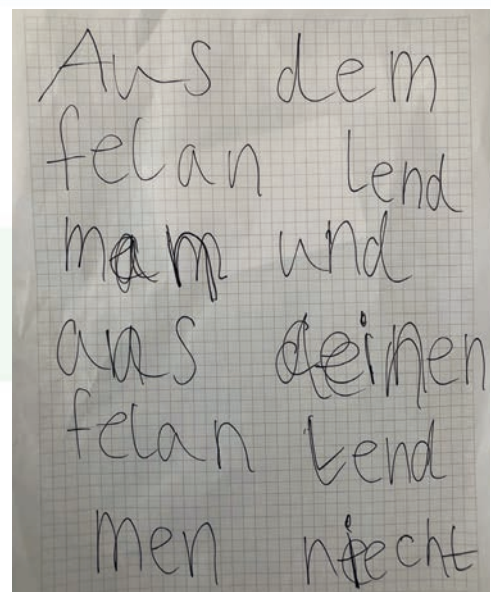 Aus dem
felan lend
mam und
aus deinen
felan lend
men niecht